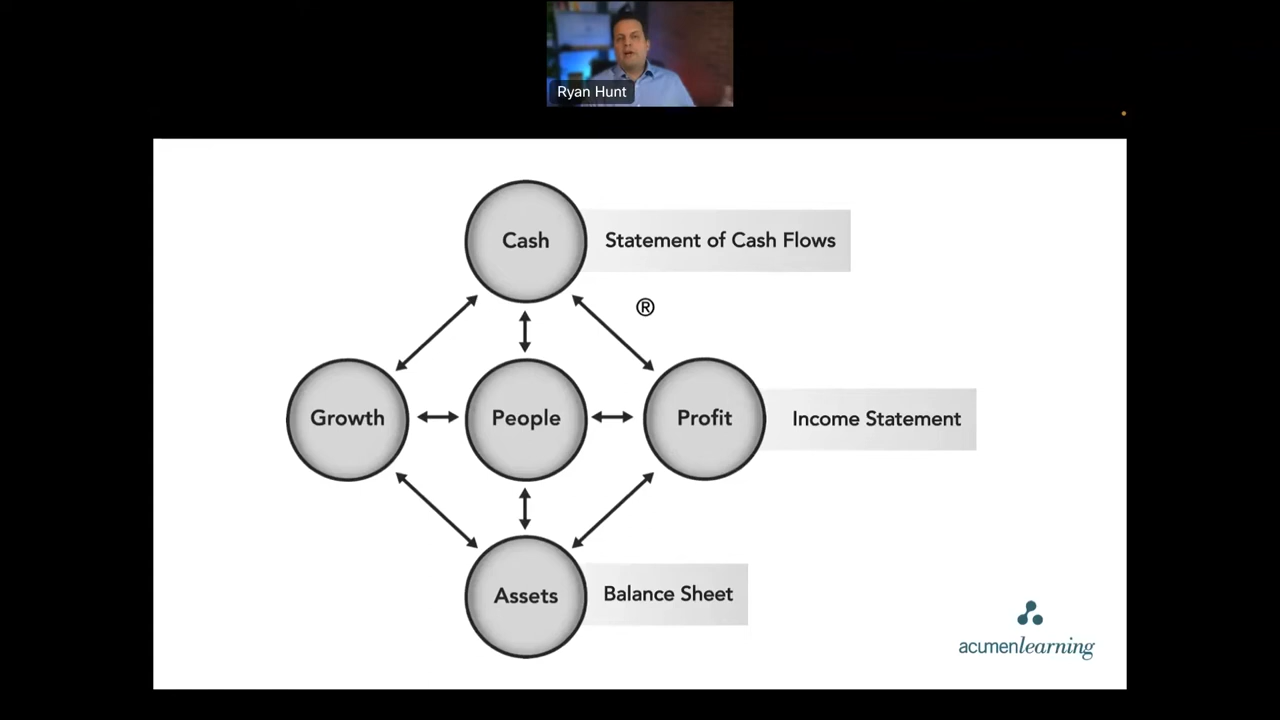 Ryan Hunt
Cash
Statement of Cash Flows
®
Growth
People
Profit
Income Statement
Assets
Balance Sheet
acumenlearning